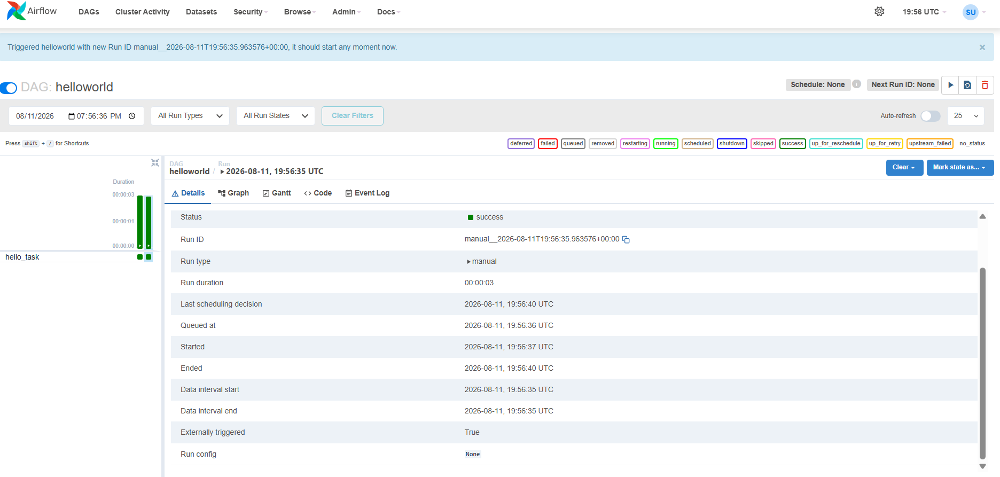 Airflow DAGs Cluster Activity Datasets Security Browse Admin Docs 19:56 UTC SU
Triggered helloworld with new Run ID manual__2026-08-11T19:56:35.963576+00:00, it should start any moment now. ×
DAG: helloworld Schedule: None i Next Run ID: None
08/11/2026 07:56:36 PM All Run Types All Run States Clear Filters Auto-refresh 25
Press shift + / for Shortcuts deferred failed queued removed restarting running scheduled shutdown skipped success up_for_reschedule up_for_retry upstream_failed no_status
DAG Run
helloworld / 2026-08-11, 19:56:35 UTC Clear Mark state as...
Duration
00:00:03
00:00:01
00:00:00
hello_task
Details Graph Gantt Code Event Log
Status success
Run ID manual__2026-08-11T19:56:35.963576+00:00
Run type manual
Run duration 00:00:03
Last scheduling decision 2026-08-11, 19:56:40 UTC
Queued at 2026-08-11, 19:56:36 UTC
Started 2026-08-11, 19:56:37 UTC
Ended 2026-08-11, 19:56:40 UTC
Data interval start 2026-08-11, 19:56:35 UTC
Data interval end 2026-08-11, 19:56:35 UTC
Externally triggered True
Run config None